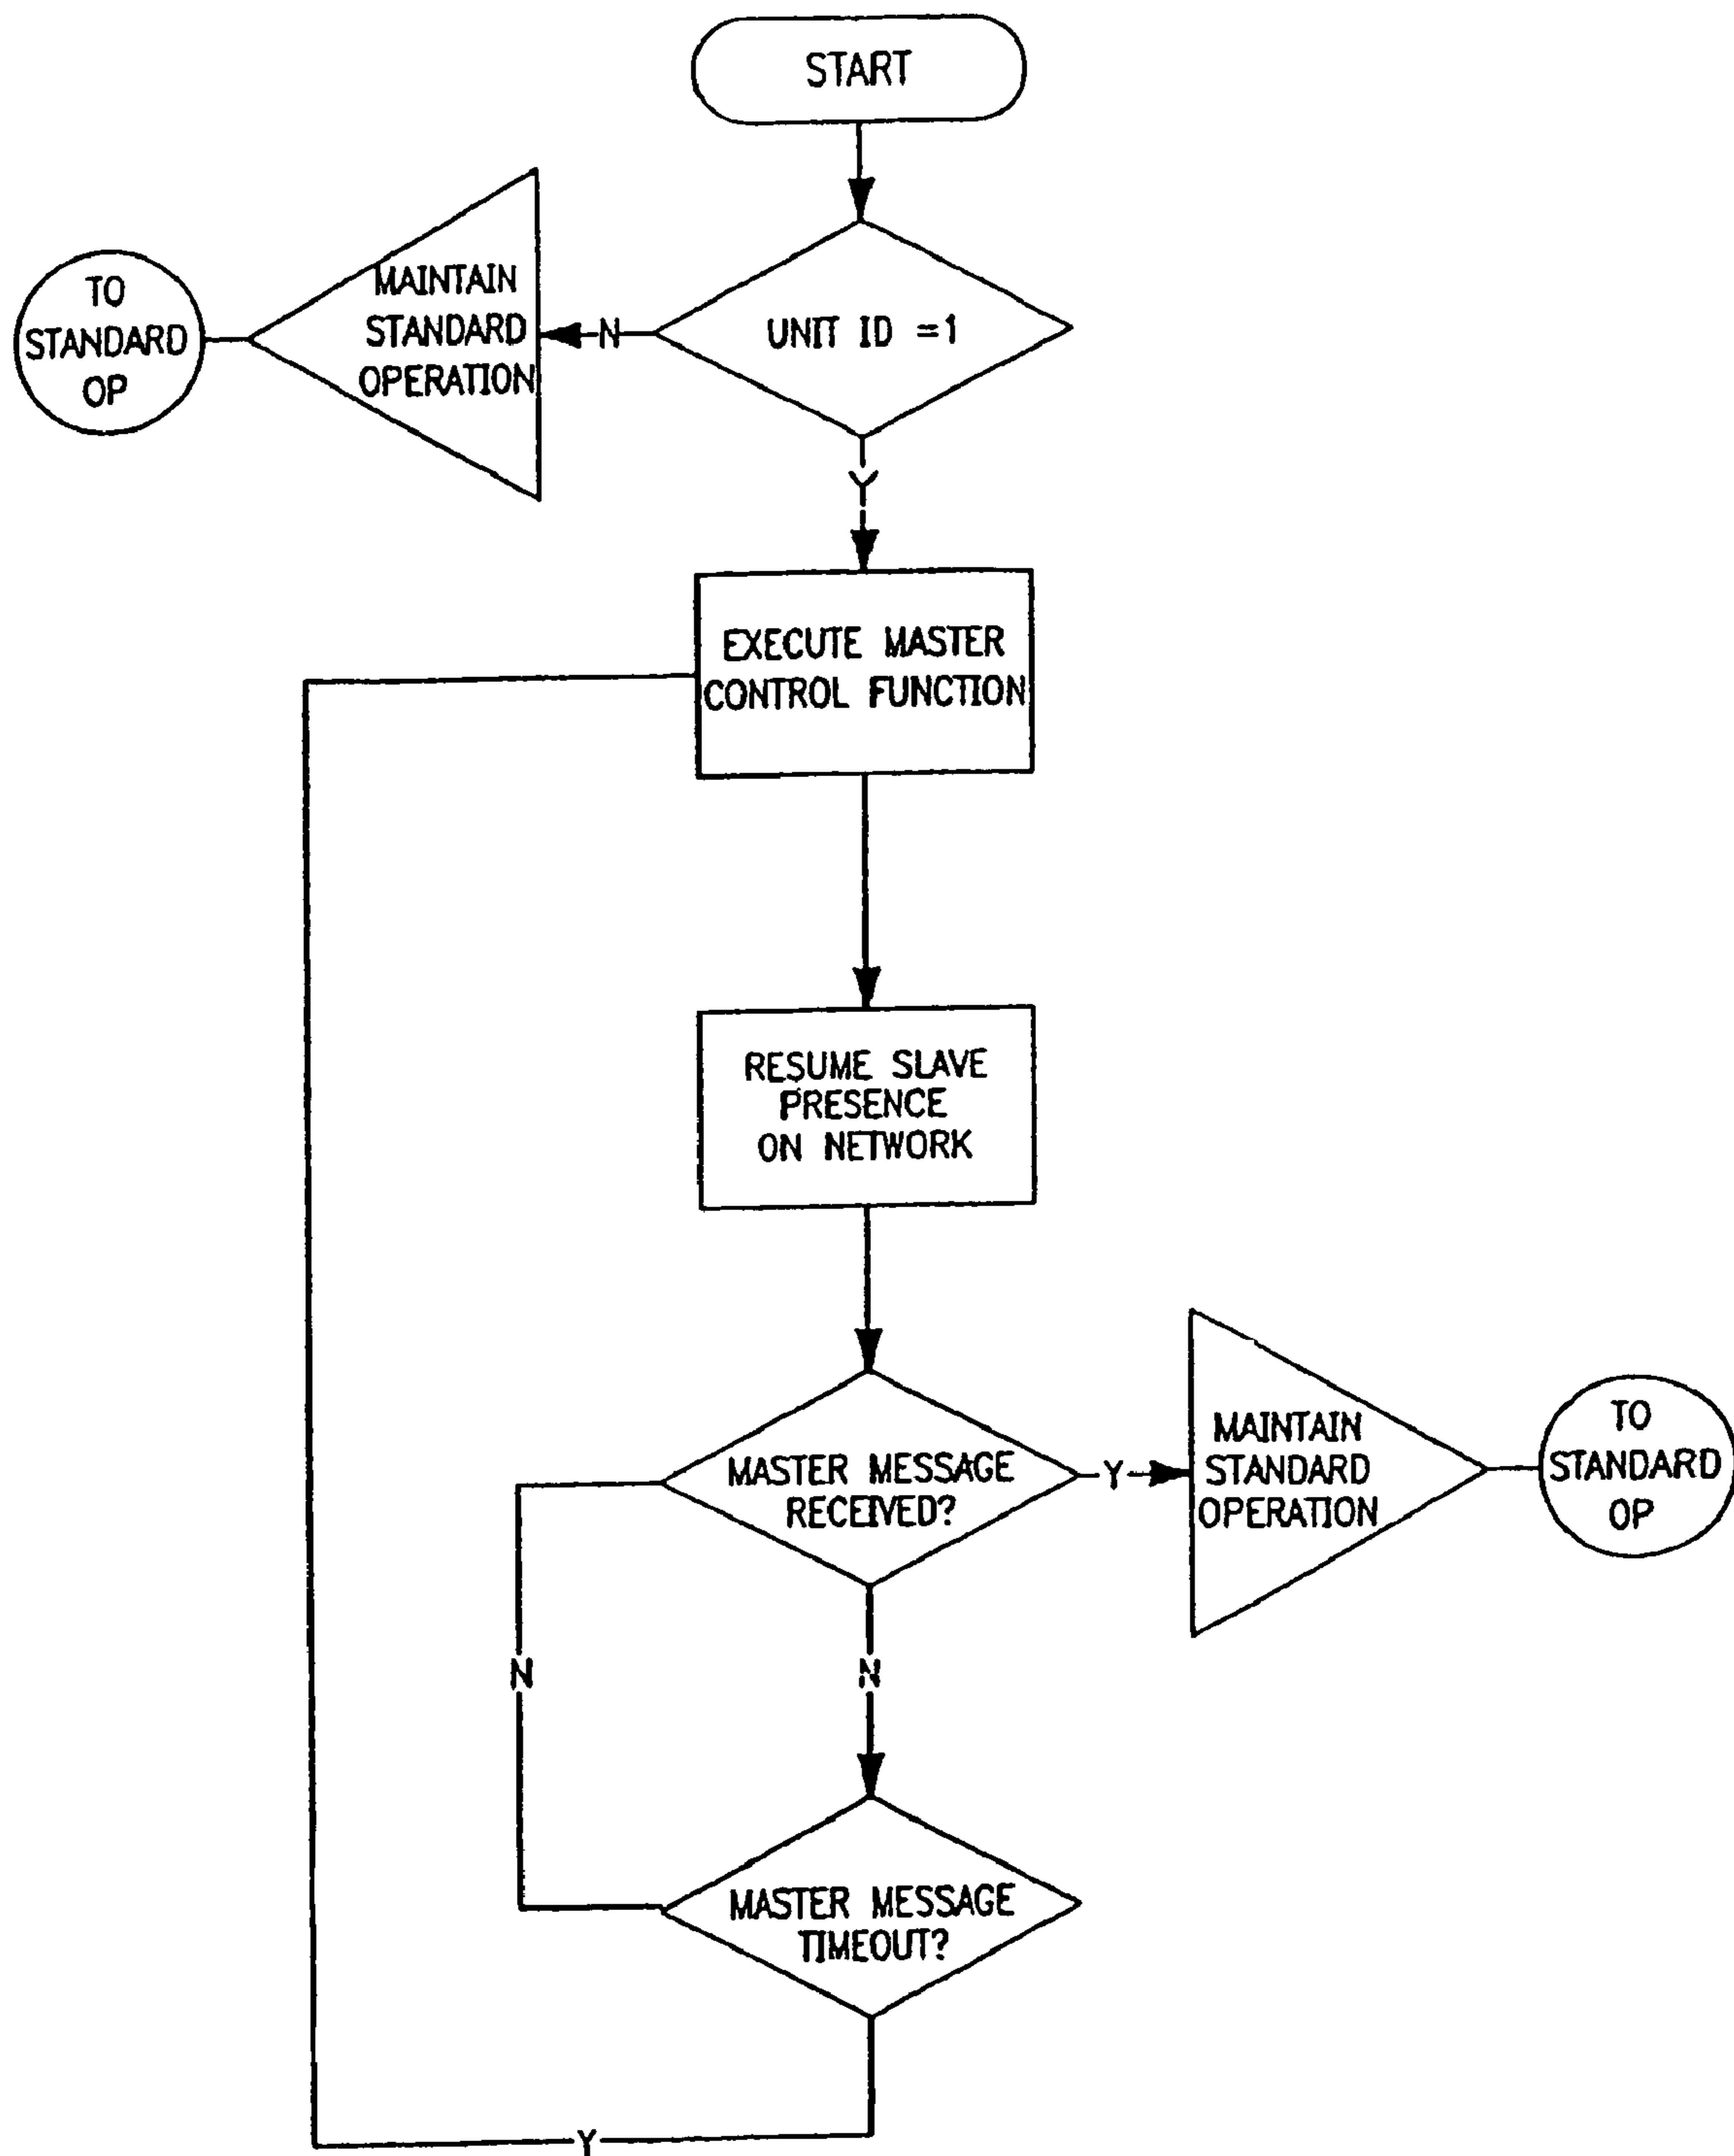 START
TO
STANDARD
OP
MAINTAIN
STANDARD
OPERATION
N
UNIT ID =1
Y
EXECUTE MASTER
CONTROL FUNCTION
RESUME SLAVE
PRESENCE
ON NETWORK
MASTER MESSAGE
RECEIVED?
Y
MAINTAIN
STANDARD
OPERATION
TO
STANDARD
OP
N
N
MASTER MESSAGE
TIMEOUT?
Y